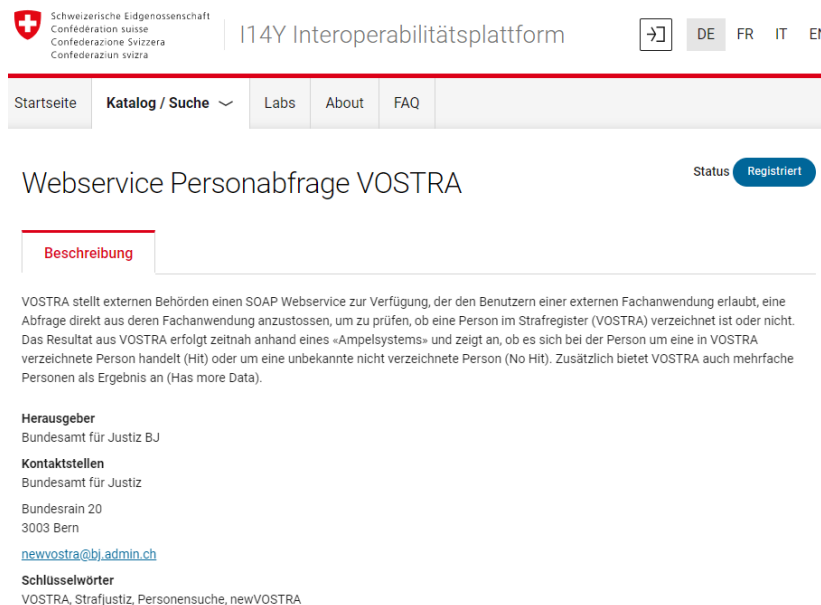 Schweizerische Eidgenossenschaft
Confédération suisse
Confederazione Svizzera
Confederaziun svizra
I14Y Interoperabilitätsplattform
DE FR IT
Startseite Katalog / Suche Labs About FAQ
Webservice Personabfrage VOSTRA
Status Registriert
Beschreibung
VOSTRA stellt externen Behörden einen SOAP Webservice zur Verfügung, der den Benutzern einer externen Fachanwendung erlaubt, eine
Abfrage direkt aus deren Fachanwendung anzustossen, um zu prüfen, ob eine Person im Strafregister (VOSTRA) verzeichnet ist oder nicht.
Das Resultat aus VOSTRA erfolgt zeitnah anhand eines «Ampelsystems» und zeigt an, ob es sich bei der Person um eine in VOSTRA
verzeichnete Person handelt (Hit) oder um eine unbekannte nicht verzeichnete Person (No Hit). Zusätzlich bietet VOSTRA auch mehrfache
Personen als Ergebnis an (Has more Data).
Herausgeber
Bundesamt für Justiz BJ
Kontaktstellen
Bundesamt für Justiz
Bundesrain 20
3003 Bern
newvostra@bj.admin.ch
Schlüsselwörter
VOSTRA, Strafjustiz, Personensuche, newVOSTRA